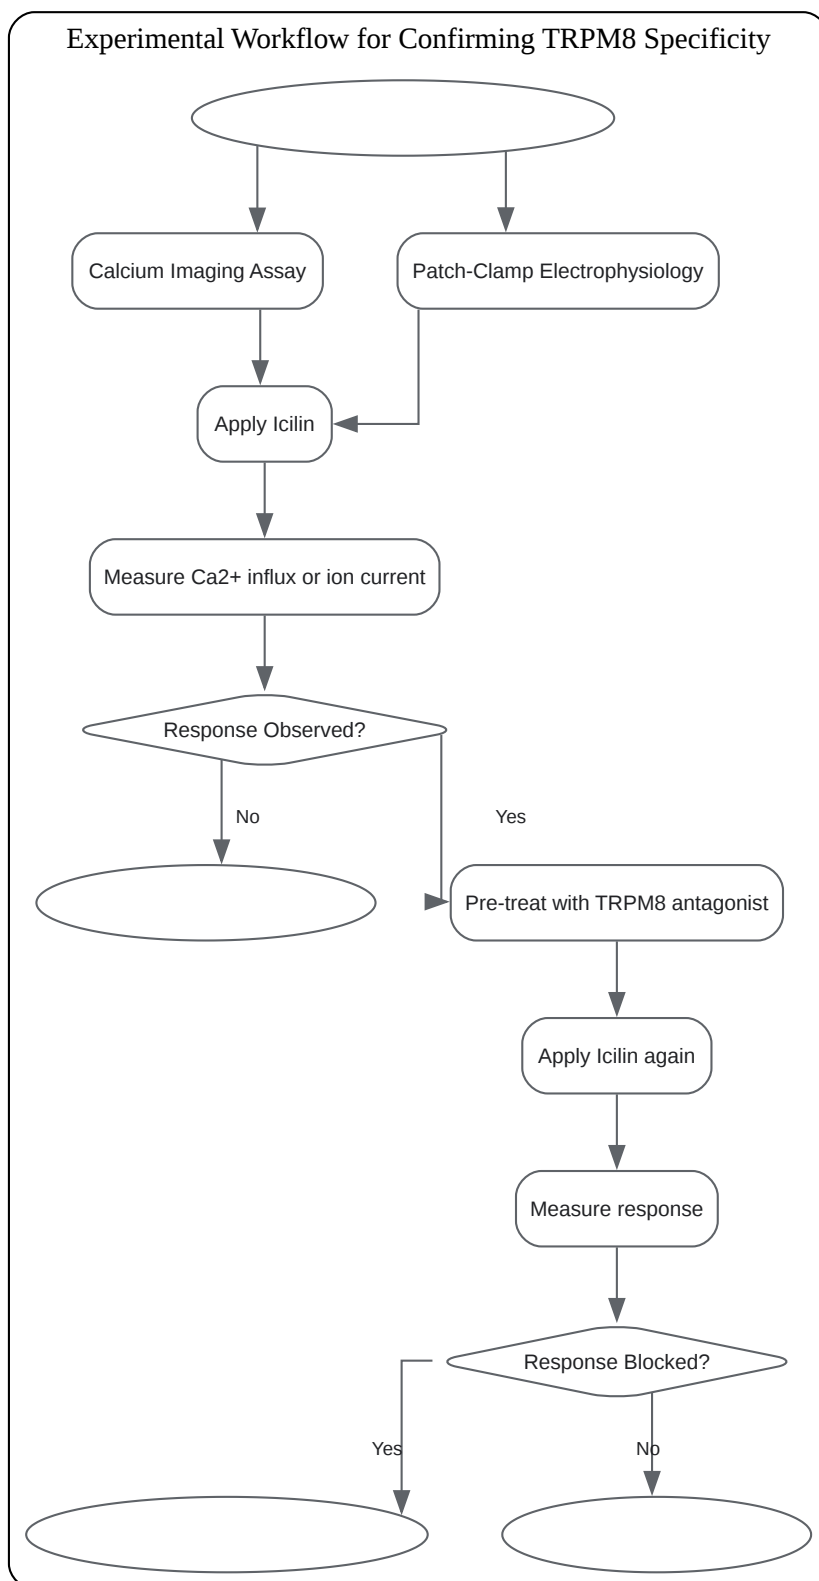 Experimental Workflow for Confirming TRPM8 Specificity
Calcium Imaging Assay
Patch-Clamp Electrophysiology
Apply Icilin
Measure Ca2+ influx or ion current
Response Observed?
No
Yes
Pre-treat with TRPM8 antagonist
Apply Icilin again
Measure response
Response Blocked?
Yes
No